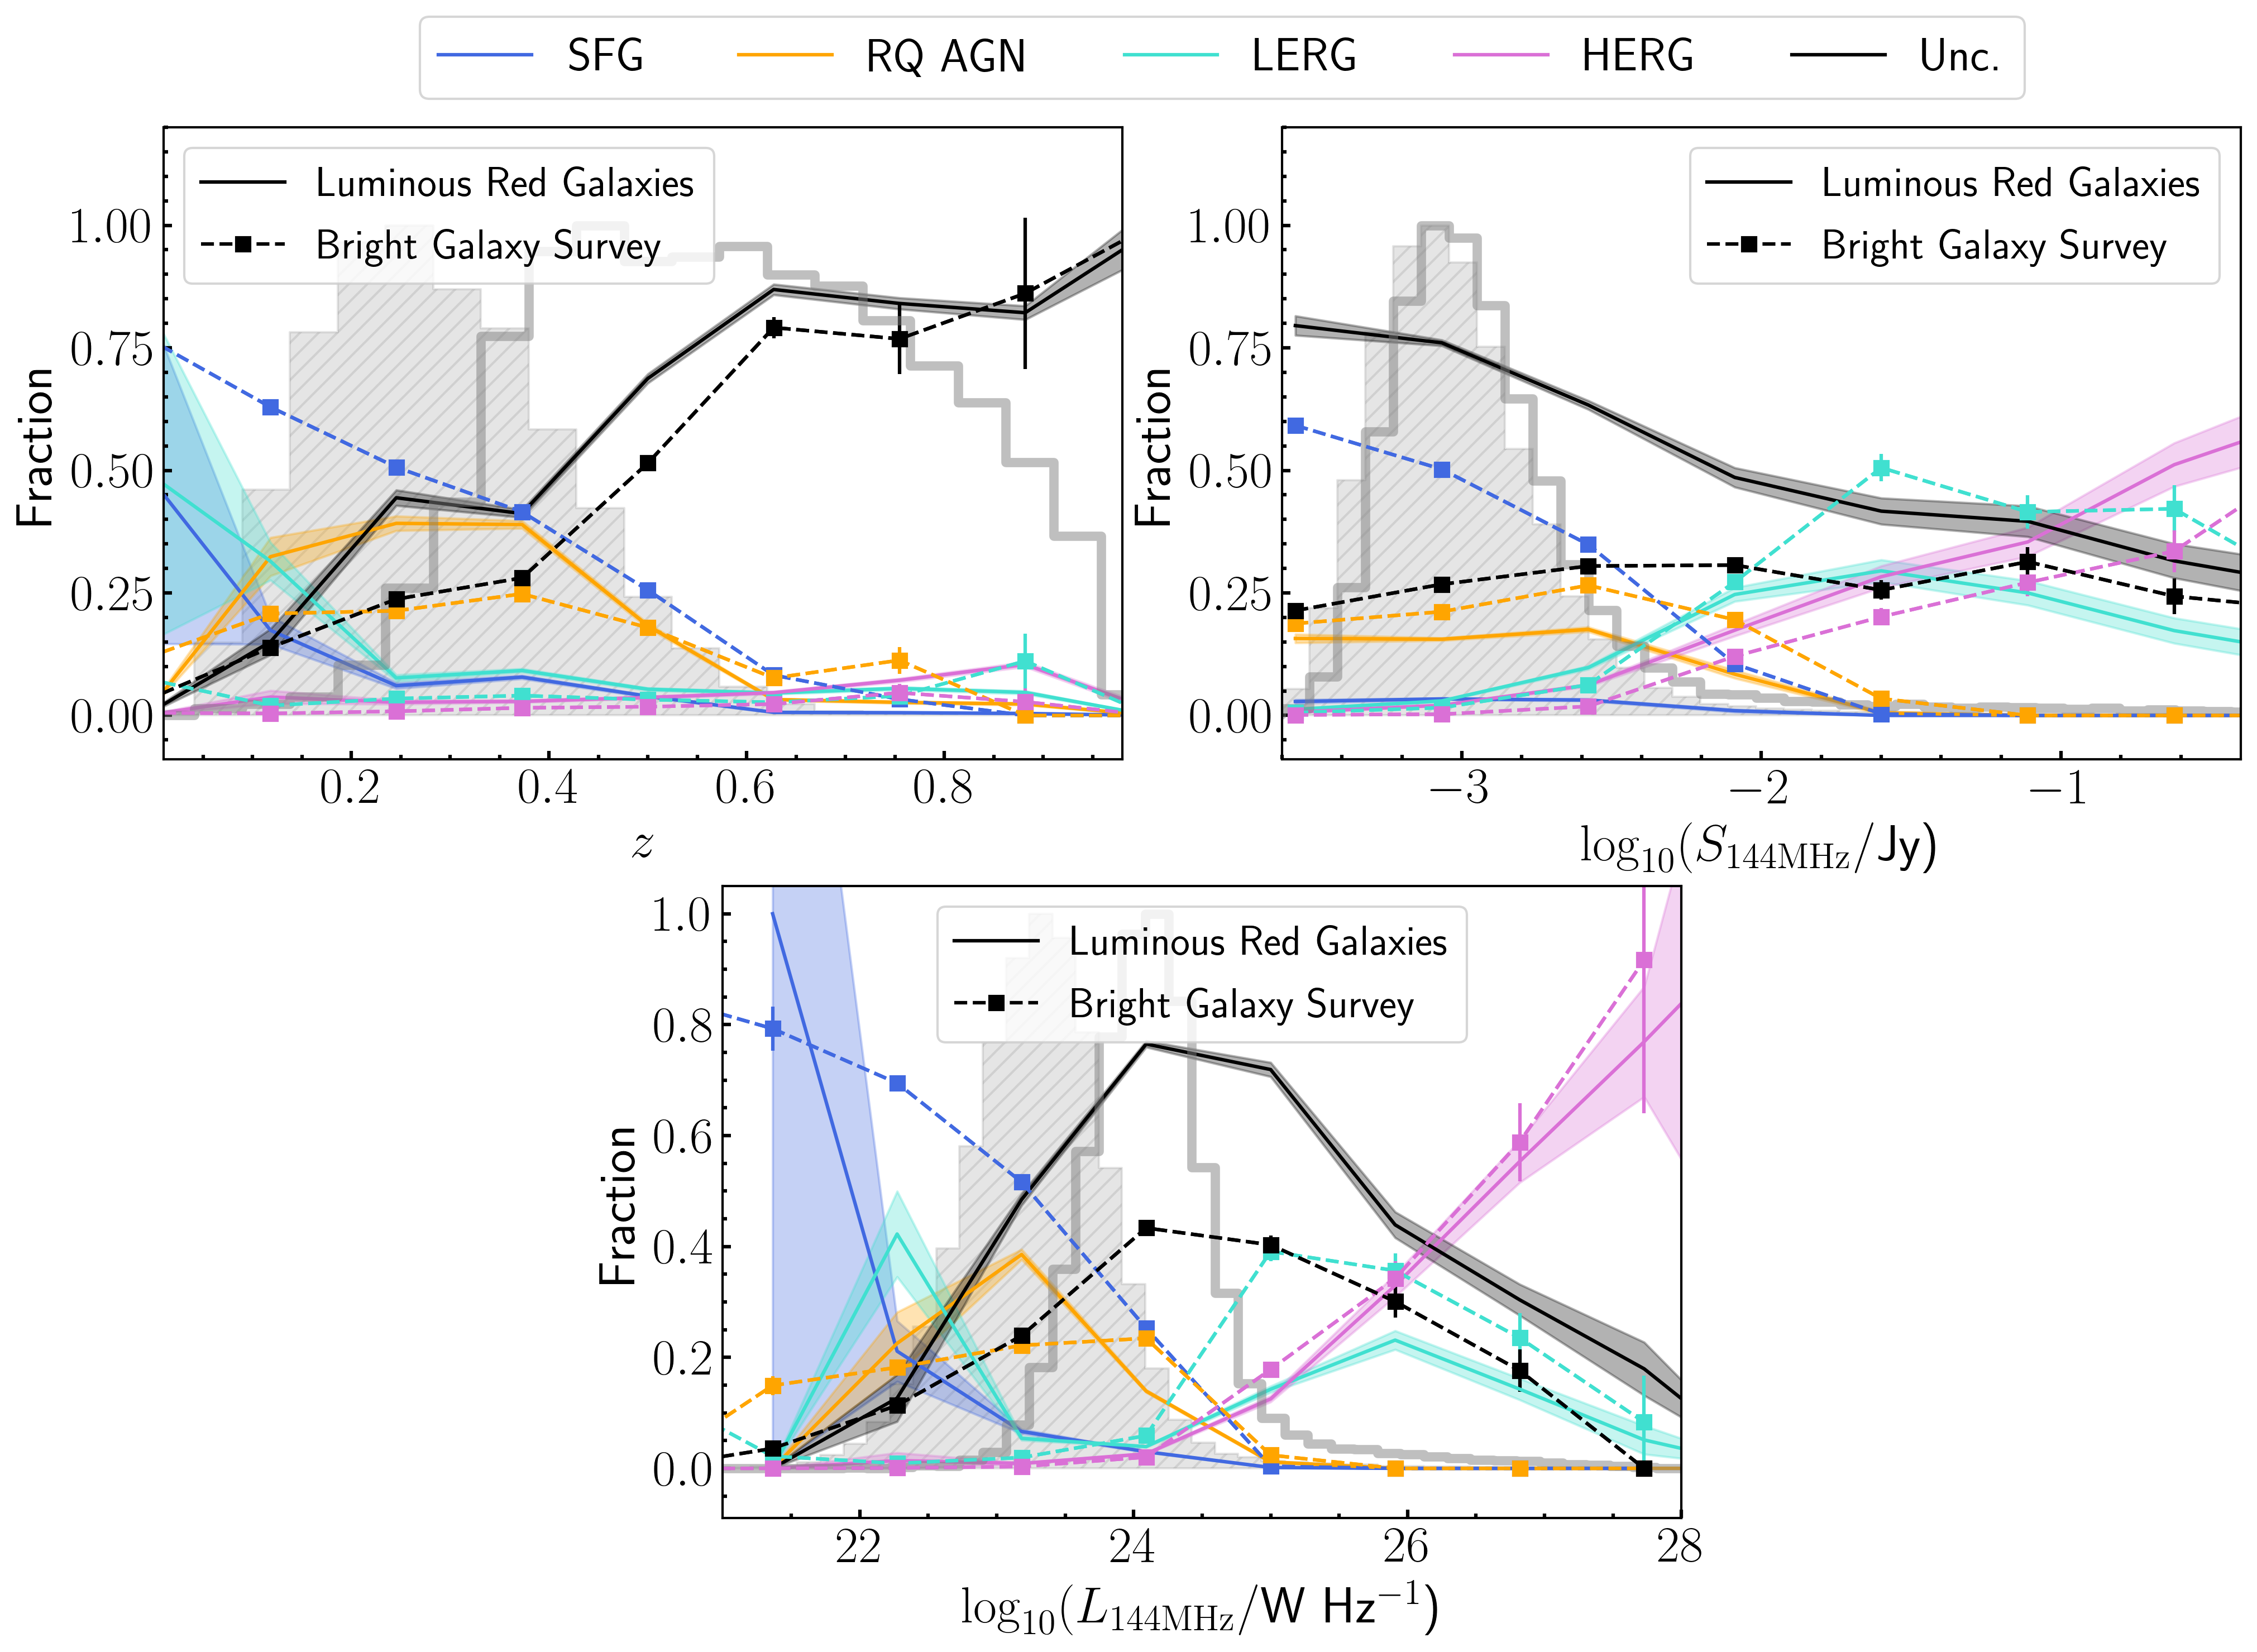 SFG RQ AGN LERG HERG Unc.
Luminous Red Galaxies
Bright Galaxy Survey
1.00
0.75
0.50
0.25
0.00
Fraction
0.2 0.4 0.6 0.8
z
Luminous Red Galaxies
Bright Galaxy Survey
1.00
0.75
0.50
0.25
0.00
Fraction
−3 −2 −1
log₁₀(S₁₄₄MHz/Jy)
Luminous Red Galaxies
Bright Galaxy Survey
1.0
0.8
0.6
0.4
0.2
0.0
Fraction
22 24 26 28
log₁₀(L₁₄₄MHz/W Hz⁻¹)